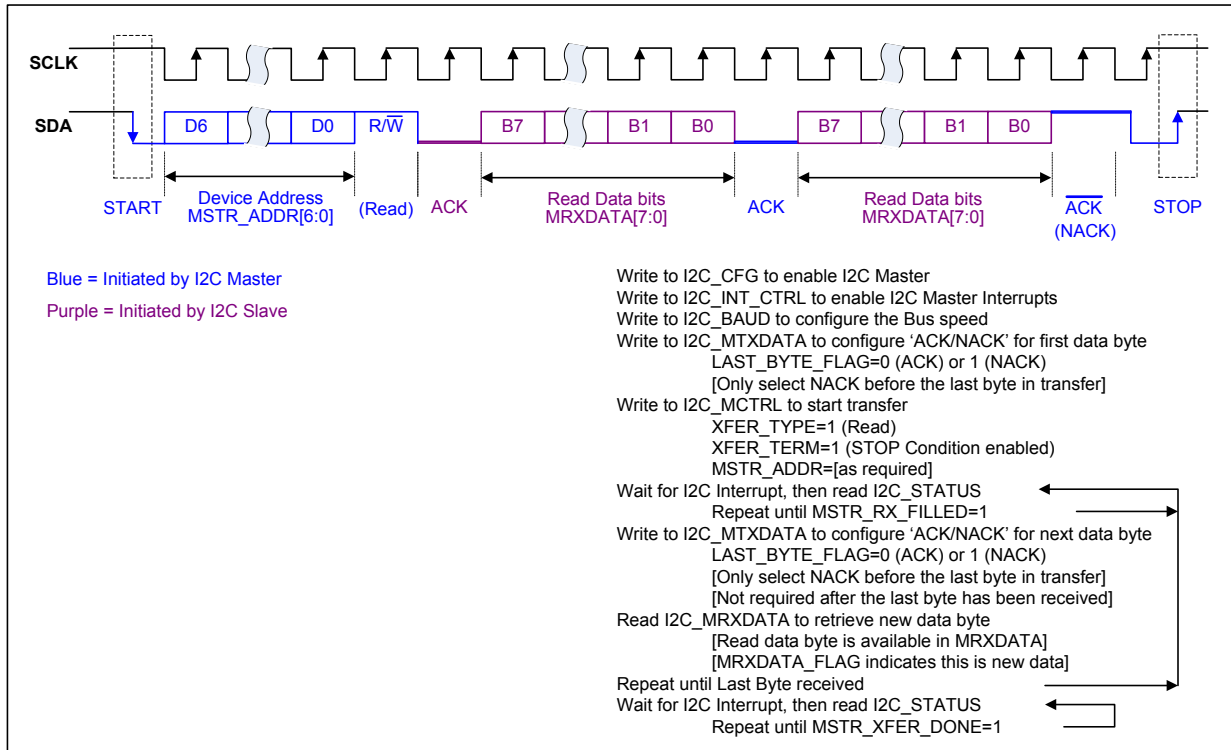 SCLK
SDA
D6 D0 R/W B7 B1 B0 B7 B1 B0
START
Device Address
MSTR_ADDR[6:0]
(Read)
ACK
Read Data bits
MRXDATA[7:0]
ACK
Read Data bits
MRXDATA[7:0]
ACK
(NACK)
STOP
Blue = Initiated by I2C Master
Purple = Initiated by I2C Slave
Write to I2C_CFG to enable I2C Master
Write to I2C_INT_CTRL to enable I2C Master Interrupts
Write to I2C_BAUD to configure the Bus speed
Write to I2C_MTXDATA to configure ‘ACK/NACK’ for first data byte
LAST_BYTE_FLAG=0 (ACK) or 1 (NACK)
[Only select NACK before the last byte in transfer]
Write to I2C_MCTRL to start transfer
XFER_TYPE=1 (Read)
XFER_TERM=1 (STOP Condition enabled)
MSTR_ADDR=[as required]
Wait for I2C Interrupt, then read I2C_STATUS
Repeat until MSTR_RX_FILLED=1
Write to I2C_MTXDATA to configure ‘ACK/NACK’ for next data byte
LAST_BYTE_FLAG=0 (ACK) or 1 (NACK)
[Only select NACK before the last byte in transfer]
[Not required after the last byte has been received]
Read I2C_MRXDATA to retrieve new data byte
[Read data byte is available in MRXDATA]
[MRXDATA_FLAG indicates this is new data]
Repeat until Last Byte received
Wait for I2C Interrupt, then read I2C_STATUS
Repeat until MSTR_XFER_DONE=1